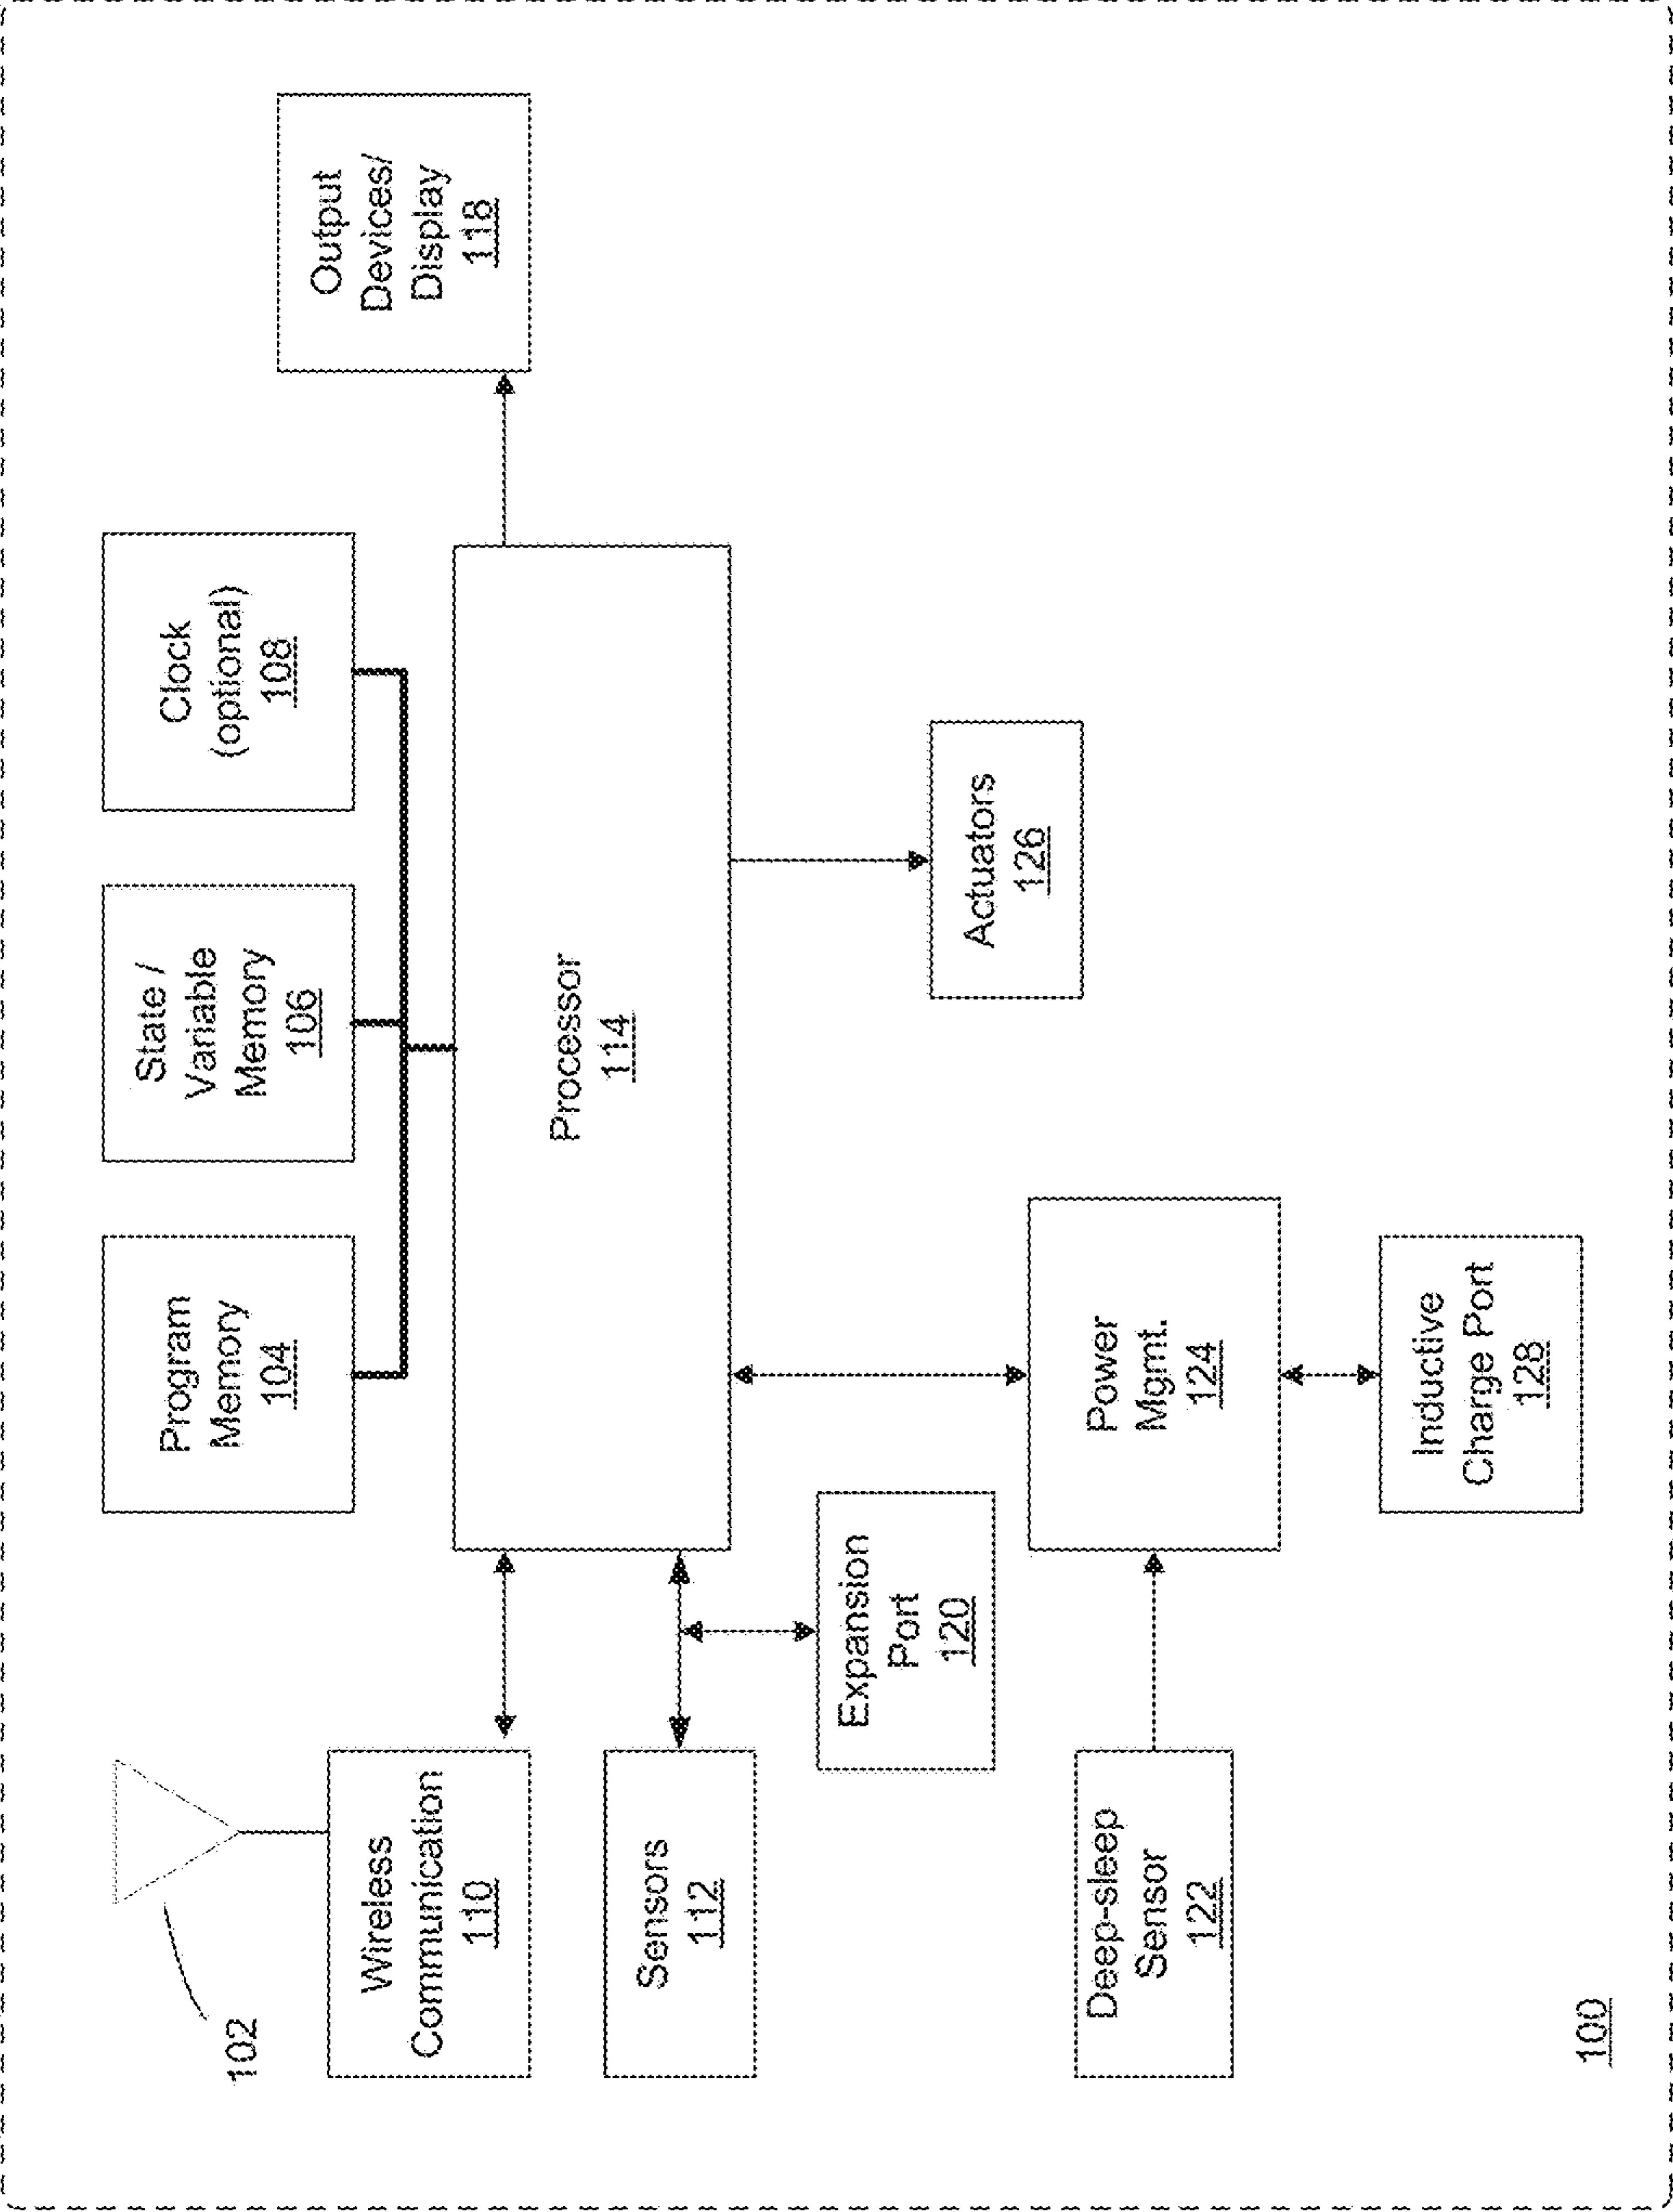 102
Wireless
Communication
110
Program
Memory
104
State /
Variable
Memory
106
Clock
(optional)
108
Output
Devices/
Display
118
Sensors
112
Processor
114
Expansion
Port
120
Actuators
126
Deep-sleep
Sensor
122
Power
Mgmt.
124
Inductive
Charge Port
128
100